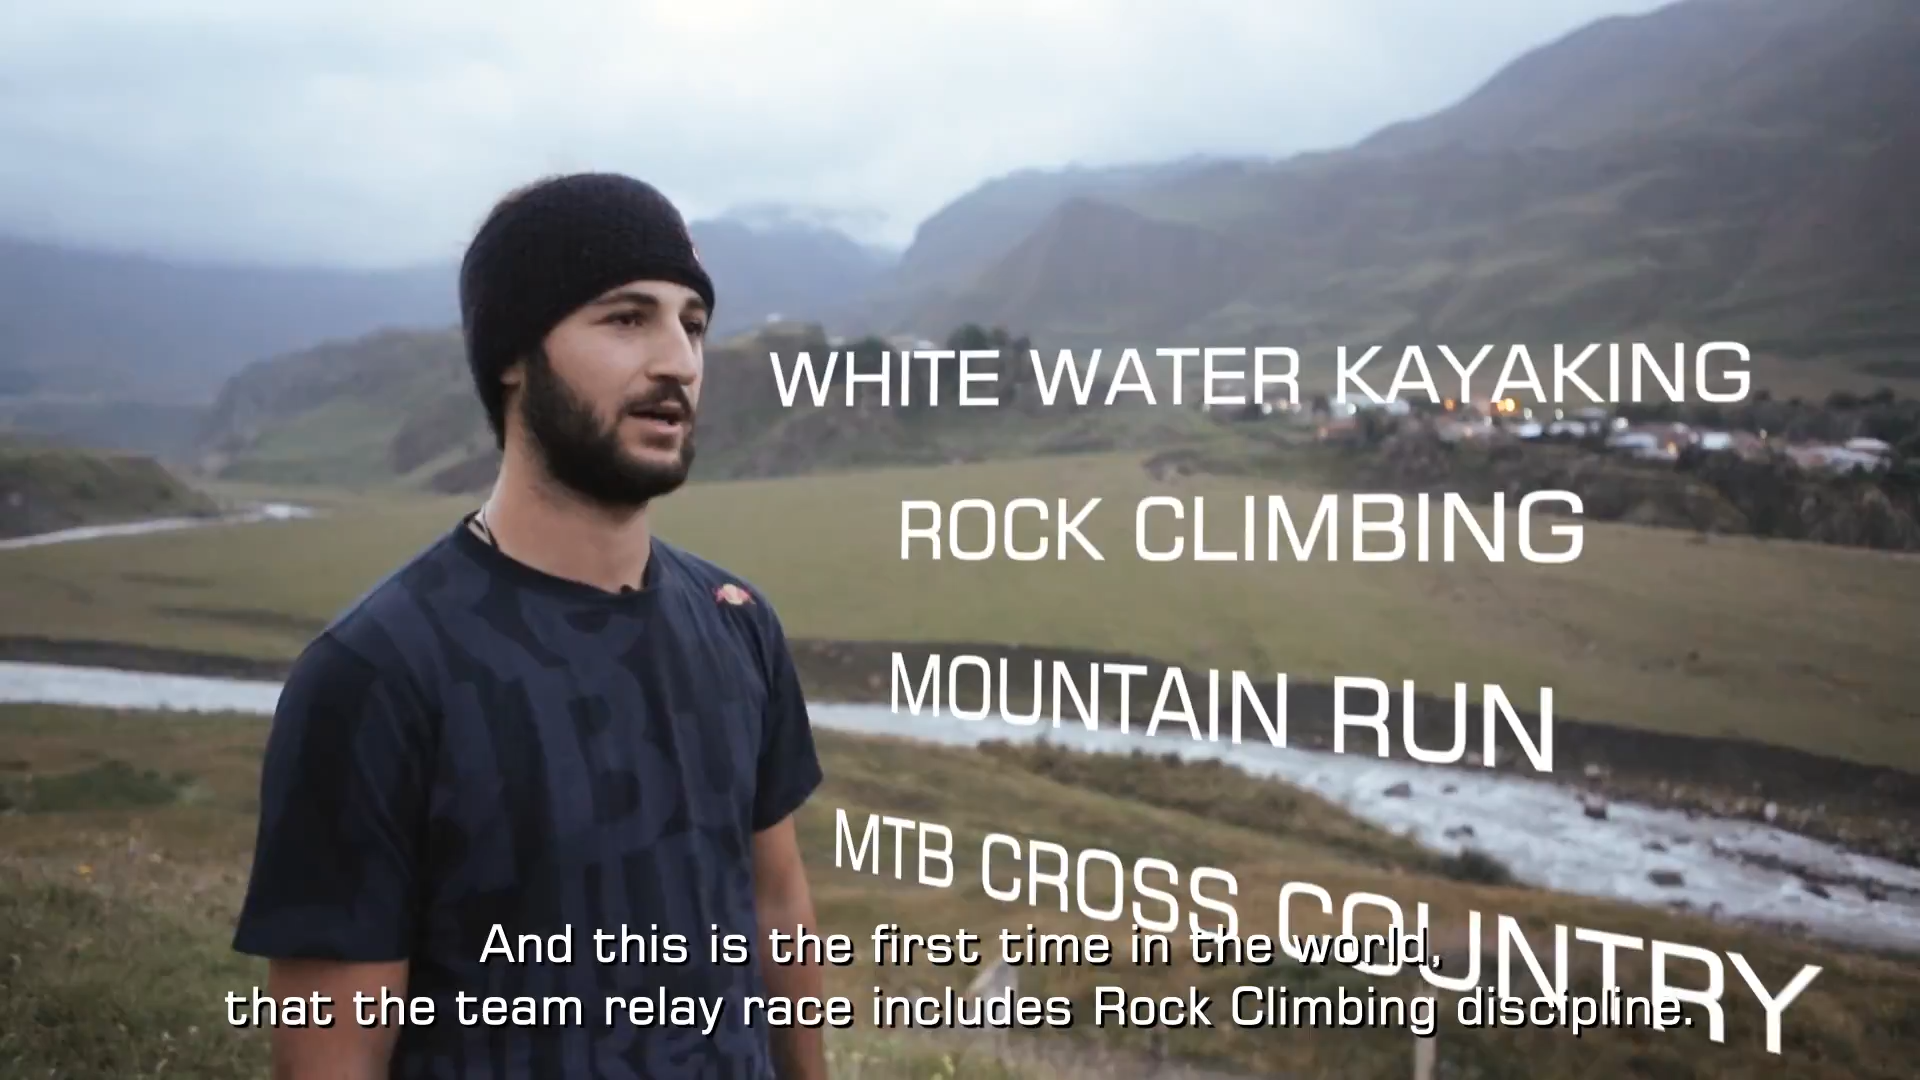 WHITE WATER KAYAKING
ROCK CLIMBING
MOUNTAIN RUN
MTB CROSS COUNTRY
And this is the first time in the world,
that the team relay race includes Rock Climbing discipline.